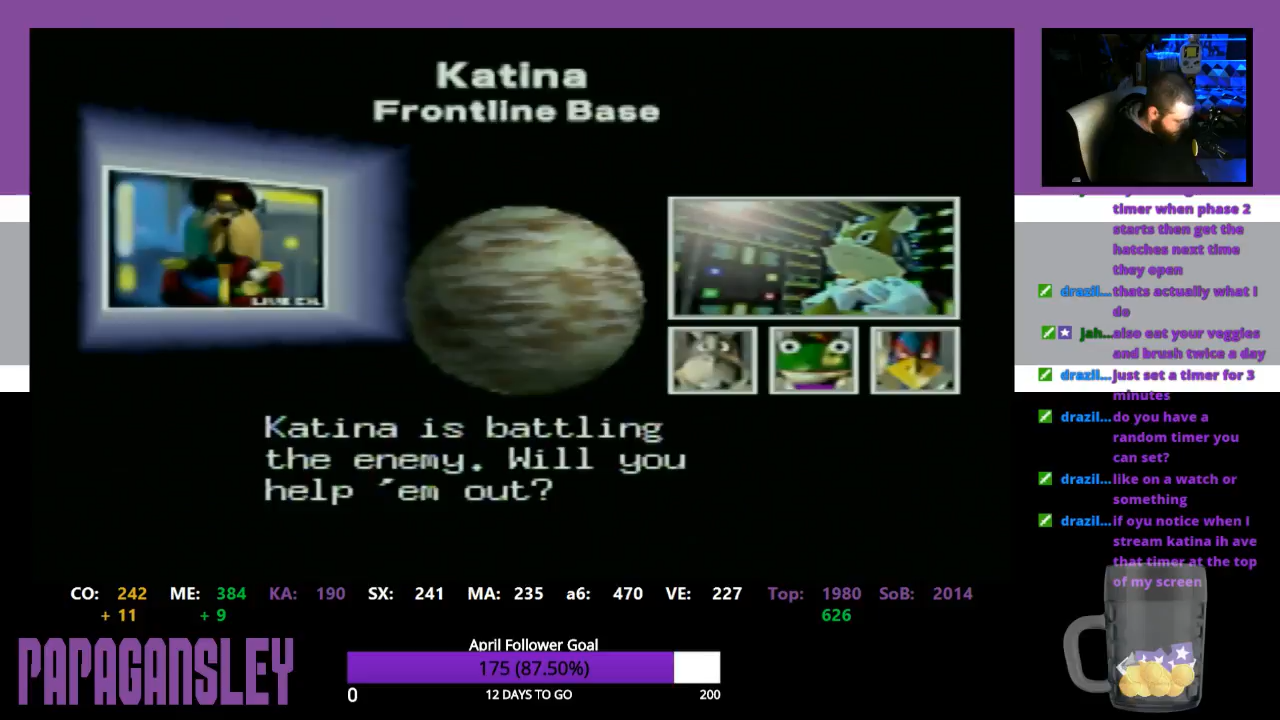 Katina
Frontline Base
LIVE CH.
Katina is battling
the enemy. Will you
help 'em out?
timer when phase 2
starts then get the
hatches next time
they open
drazil... thats actually what I
do
jah... also eat your veggies
and brush twice a day
drazil... just set a timer for 3
minutes
drazil... do you have a
random timer you
can set?
drazil... like on a watch or
something
drazil... if oyu notice when I
stream katina ih ave
that timer at the top
of my screen
CO: 242 ME: 384 KA: 190 SX: 241 MA: 235 a6: 470 VE: 227 Top: 1980 SoB: 2014
+ 11 + 9 626
PAPAGANSLEY
April Follower Goal
175 (87.50%)
0 12 DAYS TO GO 200